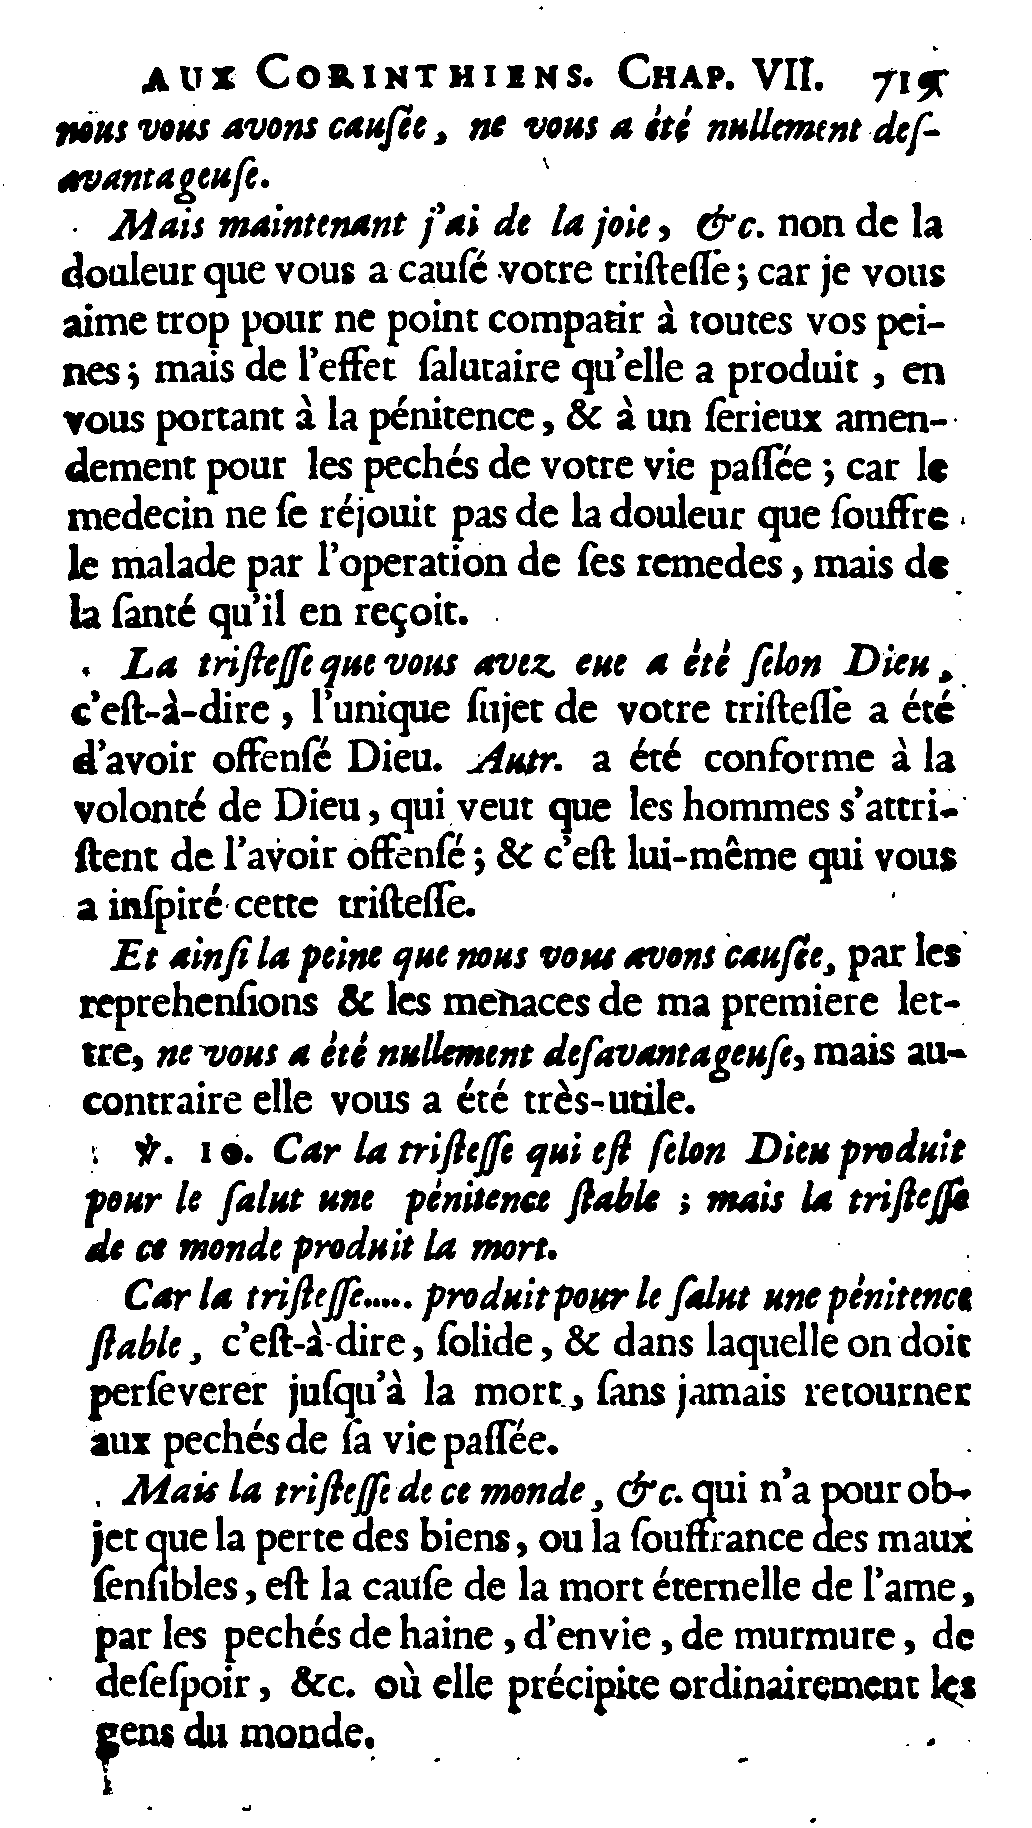 AUX CORINTHIENS. CHAP. VII. 715
nous vous avons cauſée, ne vous a été nullement deſ-
avantageuſe.
Mais maintenant j'ai de la joie, &c. non de la
douleur que vous a cauſé votre triſteſſe; car je vous
aime trop pour ne point compatir à toutes vos pei-
nes; mais de l'effet ſalutaire qu'elle a produit, en
vous portant à la pénitence, & à un ſerieux amen-
dement pour les pechés de votre vie paſſée; car le
medecin ne ſe réjouit pas de la douleur que ſouffre
le malade par l'operation de ſes remedes, mais de
la ſanté qu'il en reçoit.
La triſteſſe que vous avez eue a été ſelon Dieu,
c'eſt-à-dire, l'unique ſujet de votre triſteſſe a été
d'avoir offenſé Dieu. Autr. a été conforme à la
volonté de Dieu, qui veut que les hommes s'attri-
ſtent de l'avoir offenſé; & c'eſt lui-même qui vous
a inſpiré cette triſteſſe.
Et ainſi la peine que nous vous avons cauſée, par les
reprehenſions & les menaces de ma premiere let-
tre, ne vous a été nullement deſavantageuſe, mais au-
contraire elle vous a été très-utile.
℣. 10. Car la triſteſſe qui eſt ſelon Dieu produit
pour le ſalut une pénitence ſtable; mais la triſteſſe
de ce monde produit la mort.
Car la triſteſſe..... produit pour le ſalut une pénitence
ſtable, c'eſt-à-dire, ſolide, & dans laquelle on doit
perſeverer juſqu'à la mort, ſans jamais retourner
aux pechés de ſa vie paſſée.
Mais la triſteſſe de ce monde, &c. qui n'a pour ob-
jet que la perte des biens, ou la ſouffrance des maux
ſenſibles, eſt la cauſe de la mort éternelle de l'ame,
par les pechés de haine, d'envie, de murmure, de
deſeſpoir, &c. où elle précipite ordinairement les
gens du monde.